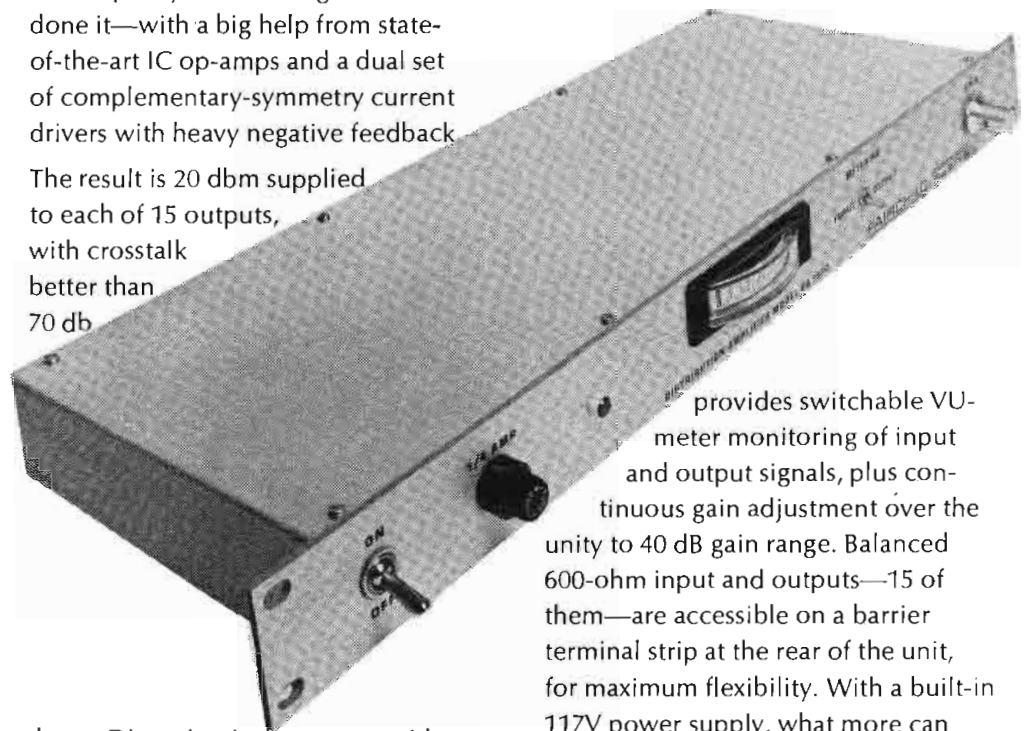 done it—with a big help from state-
of-the-art IC op-amps and a dual set
of complementary-symmetry current
drivers with heavy negative feedback
The result is 20 dbm supplied
to each of 15 outputs,
with crosstalk
better than
70 db
provides switchable VU-
meter monitoring of input
and output signals, plus con-
tinuous gain adjustment over the
unity to 40 dB gain range. Balanced
600-ohm input and outputs—15 of
them—are accessible on a barrier
terminal strip at the rear of the unit,
for maximum flexibility. With a built-in
117V power supply, what more can
ON
OFF
AMP
DISTRIBUTION AMPLIFIER MODEL
FAIRCHILD